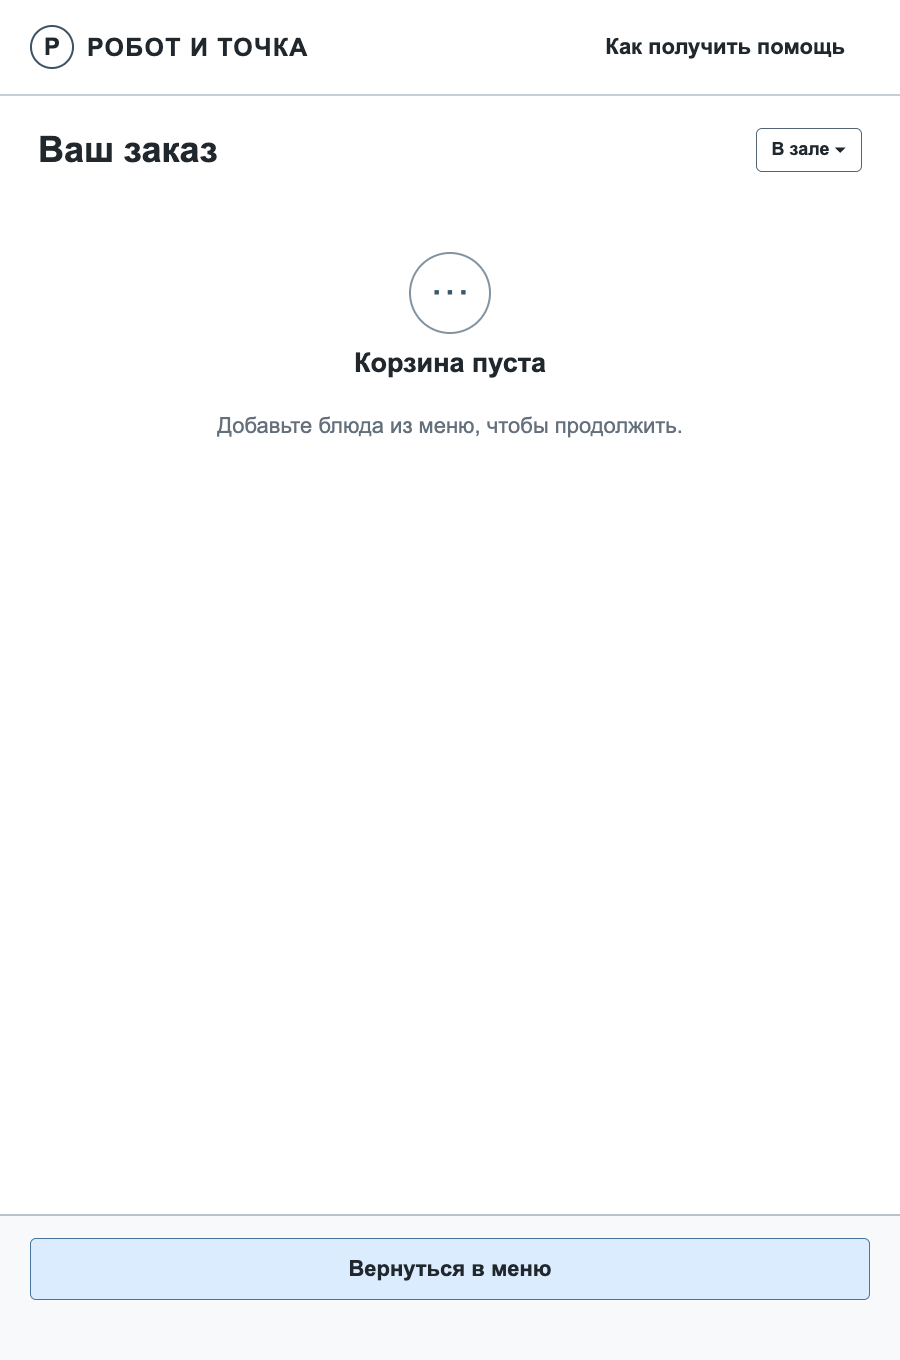 Р РОБОТ И ТОЧКА
Как получить помощь
Ваш заказ
В зале
...
Корзина пуста
Добавьте блюда из меню, чтобы продолжить.
Вернуться в меню